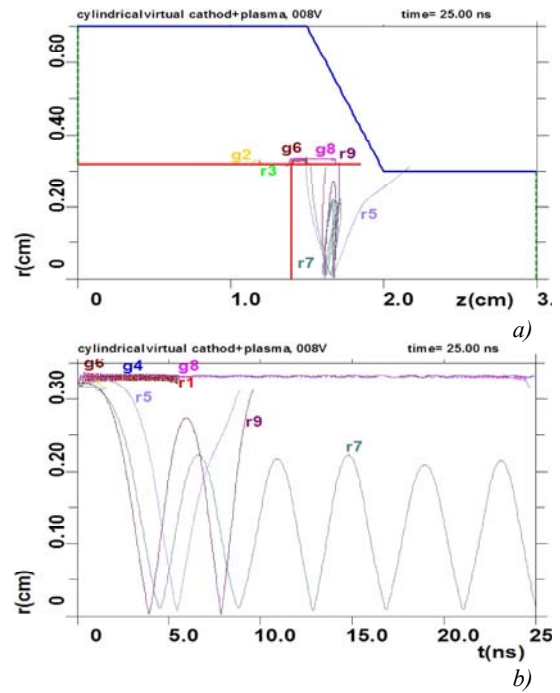 cylindrical virtual cathod+plasma, 008V time= 25.00 ns
0.60
0.40
0.20
0
r(cm)
g2
r3
g6
g8
r9
r5
r7
0 1.0 2.0 3.
z(cm)
a)
cylindrical virtual cathod+plasma, 008V time= 25.00 ns
g6 g4 g8
r1
r5
r9
r7
0.30
0.20
0.10
0
r(cm)
0 5.0 10.0 15.0 20.0 25
t(ns)
b)